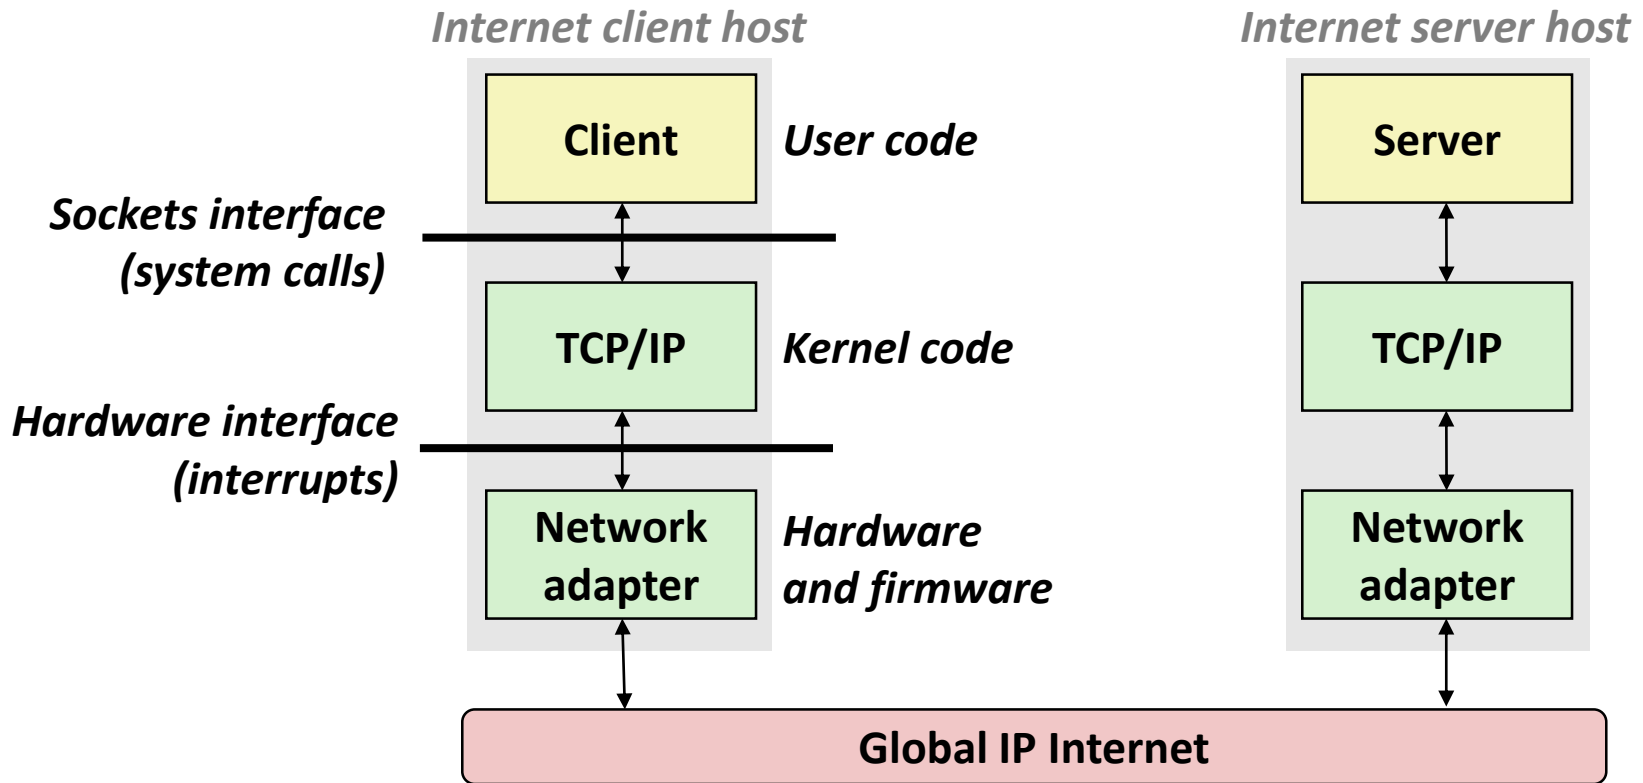 Internet client host
Internet server host
Client
User code
Server
Sockets interface
(system calls)
TCP/IP
Kernel code
TCP/IP
Hardware interface
(interrupts)
Network
adapter
Hardware
and firmware
Network
adapter
Global IP Internet